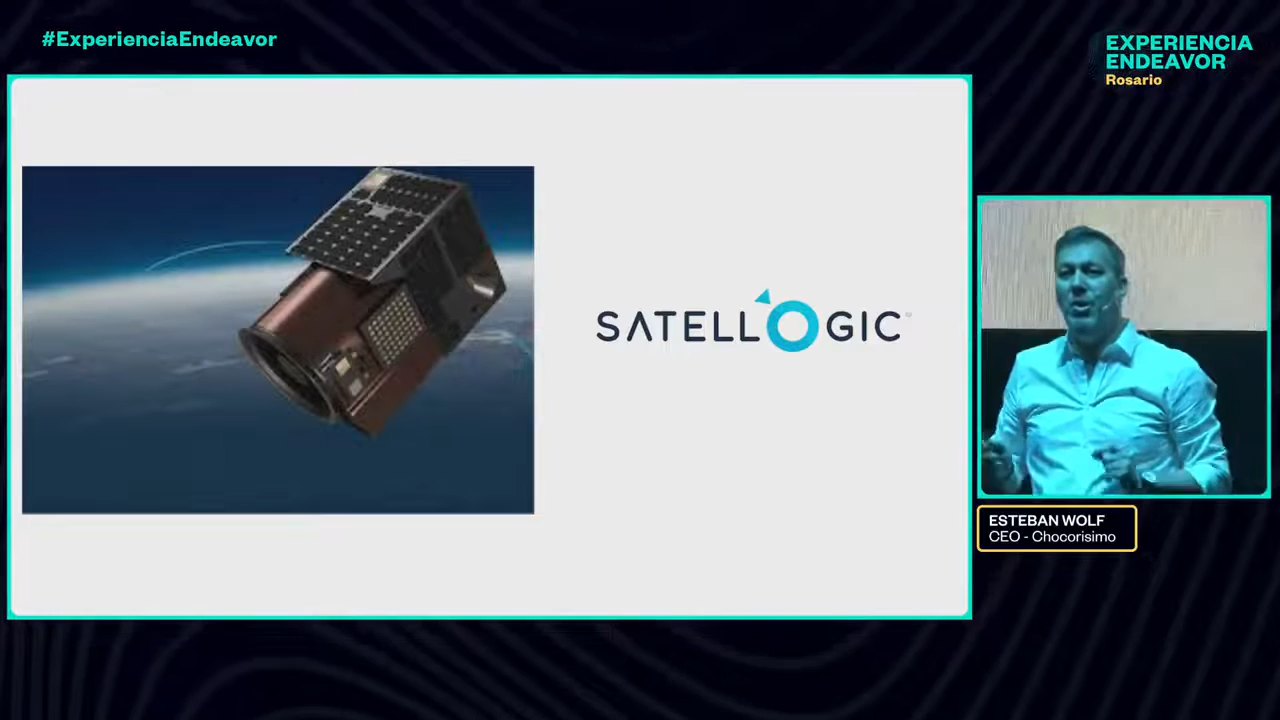 #ExperienciaEndeavor
EXPERIENCIA
ENDEAVOR
Rosario
SATELLOGIC
ESTEBAN WOLF
CEO - Chocorisimo